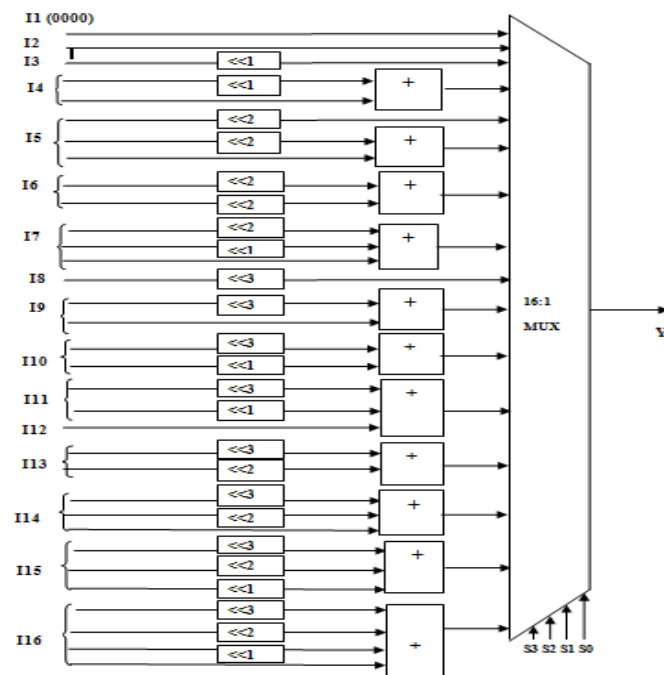 I1 (0000)
I2
I3 <<1
I4 <<1 +
<<2
I5 <<2 +
I6 <<2 +
<<2
<<2
I7 <<1 +
I8 <<3
I9 <<3 +
<<3
I10 <<1 +
I11 <<3 +
<<1
I12
<<3
I13 <<2 +
<<3
I14 <<2 +
<<3
I15 <<2 +
<<1
<<3
I16 <<2 +
<<1
16:1
MUX
Y
S3 S2 S1 S0